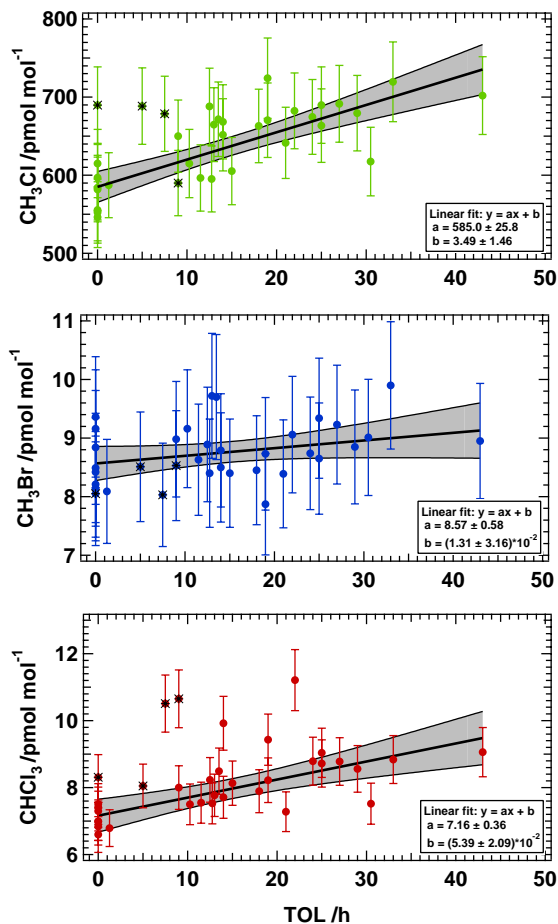 800
700
600
500
CH₃Cl /pmol mol⁻¹
Linear fit: y = ax + b
a = 585.0 ± 25.8
b = 3.49 ± 1.46
0 10 20 30 40 50
11
10
9
8
7
CH₃Br /pmol mol⁻¹
Linear fit: y = ax + b
a = 8.57 ± 0.58
b = (1.31 ± 3.16)*10⁻²
0 10 20 30 40 50
12
10
8
6
CHCl₃ /pmol mol⁻¹
Linear fit: y = ax + b
a = 7.16 ± 0.36
b = (5.39 ± 2.09)*10⁻²
0 10 20 30 40 50
TOL /h